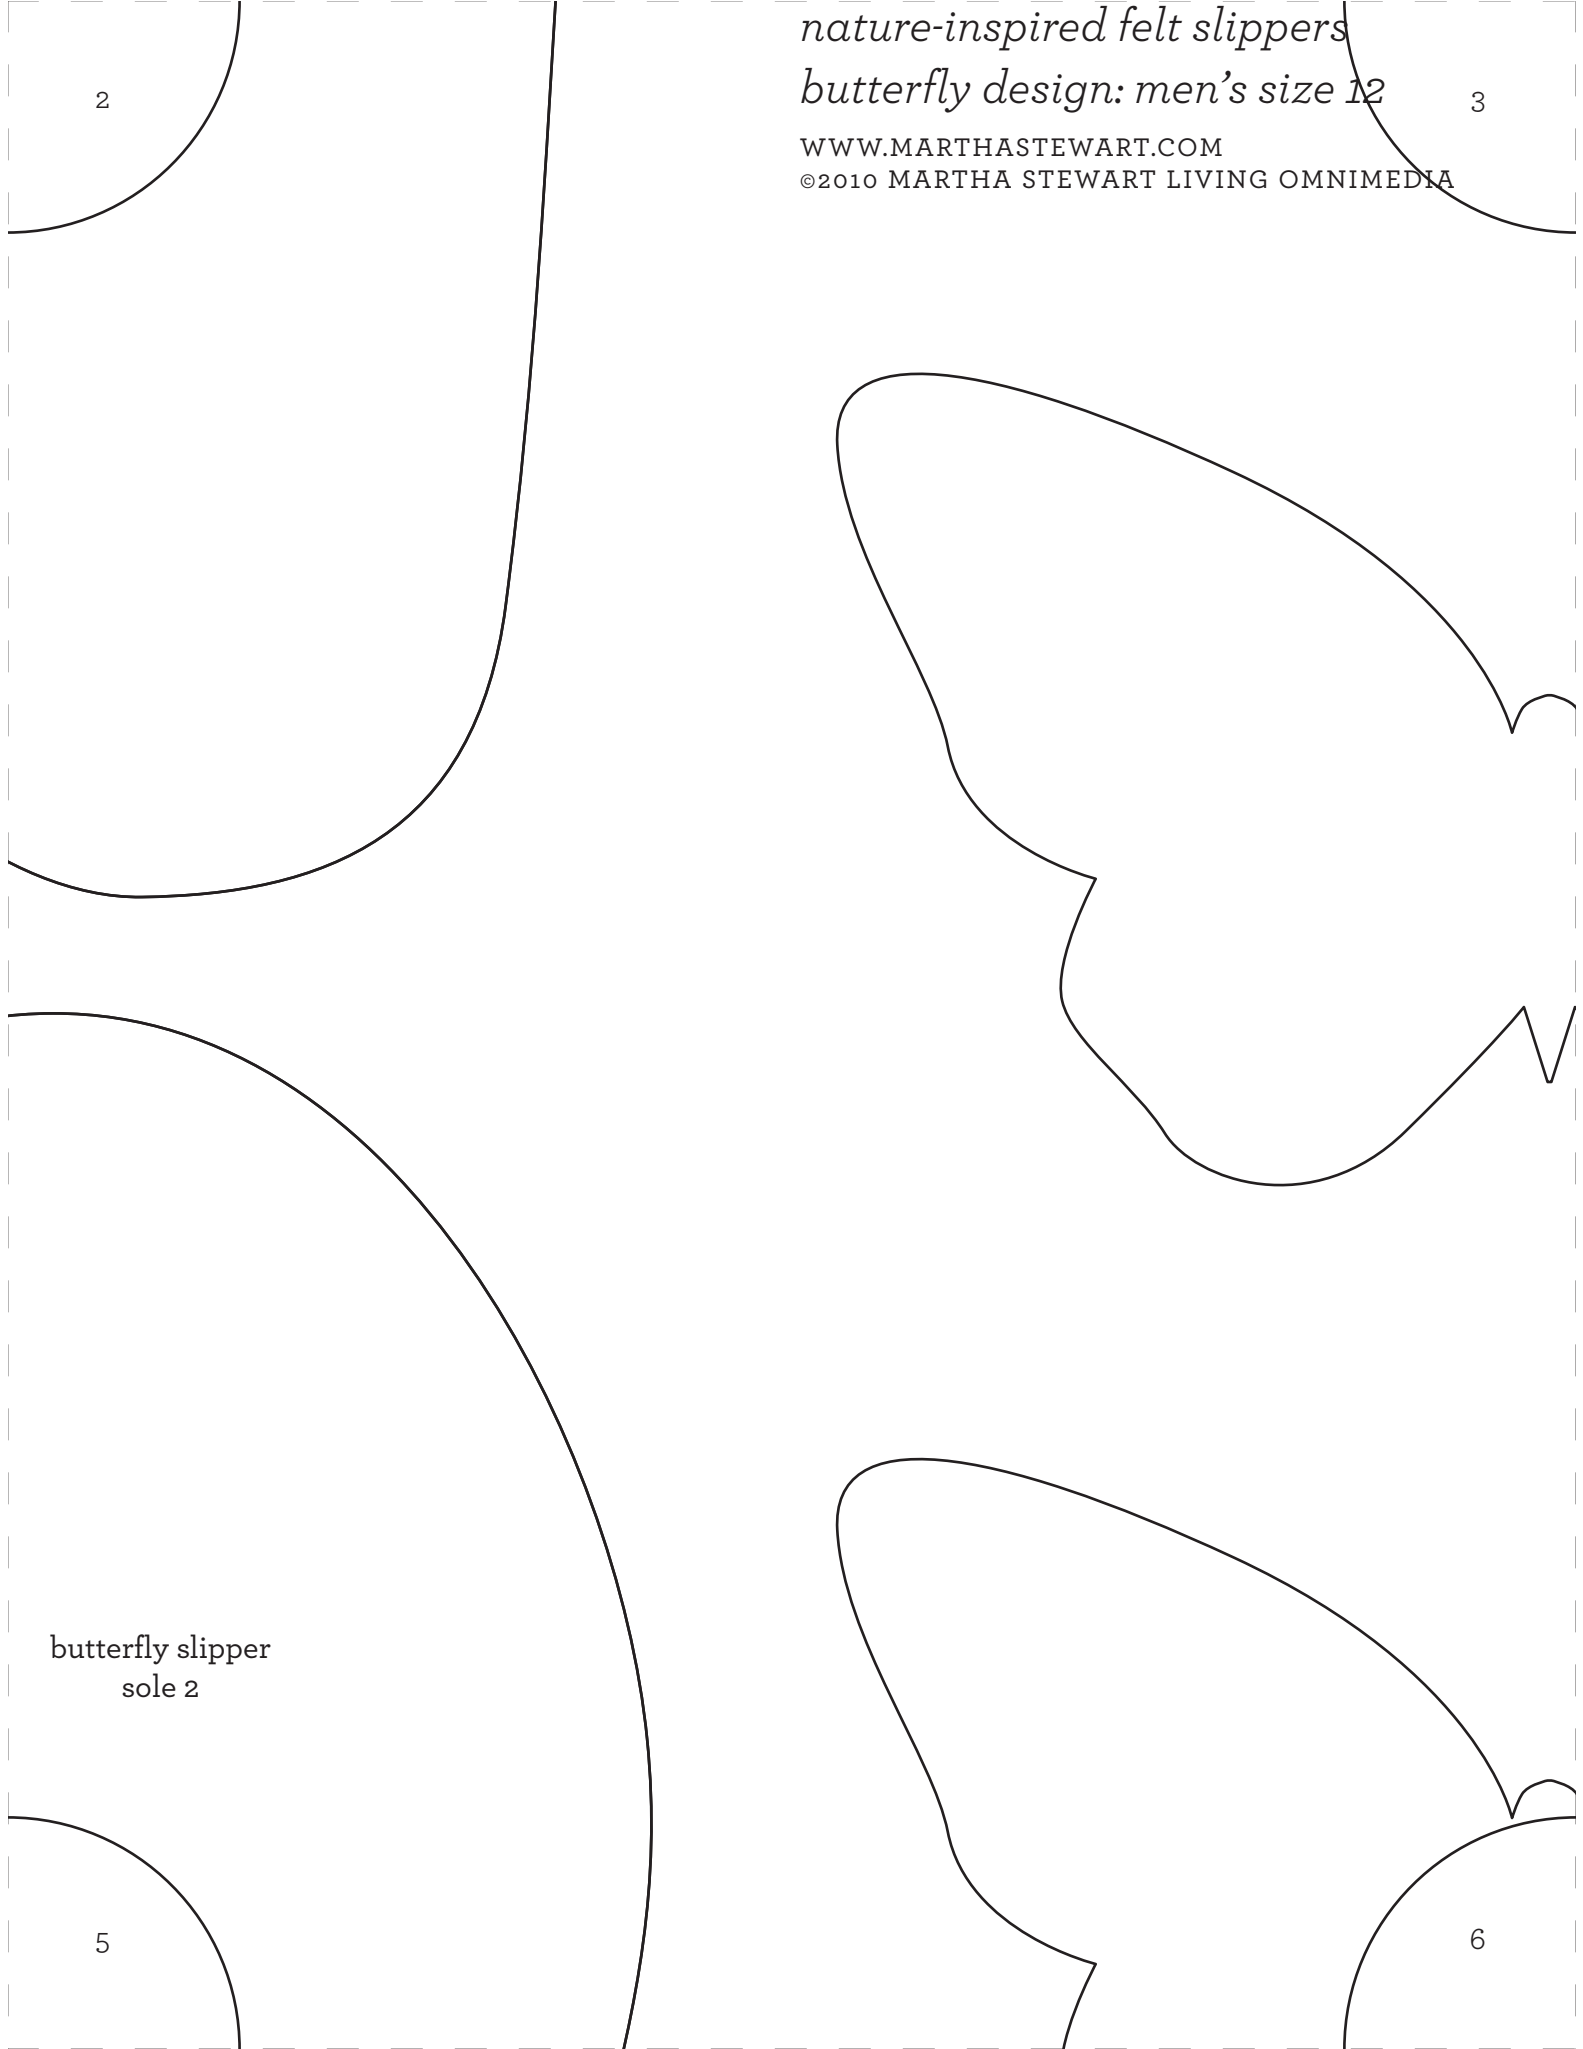 nature-inspired felt slippers
2
butterfly design: men’s size 12
3
WWW.MARTHASTEWART.COM
©2010 MARTHA STEWART LIVING OMNIMEDIA
butterfly slipper
sole 2
5
6